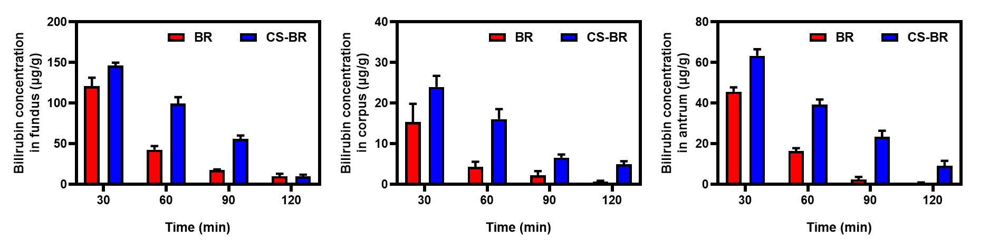 Bilirubin concentration
in fundus (µg/g)
200
150
100
50
0
BR
CS-BR
30
60
90
120
Time (min)
Bilirubin concentration
in corpus (µg/g)
40
30
20
10
0
BR
CS-BR
30
60
90
120
Time (min)
Bilirubin concentration
in antrum (µg/g)
80
60
40
20
0
BR
CS-BR
30
60
90
120
Time (min)